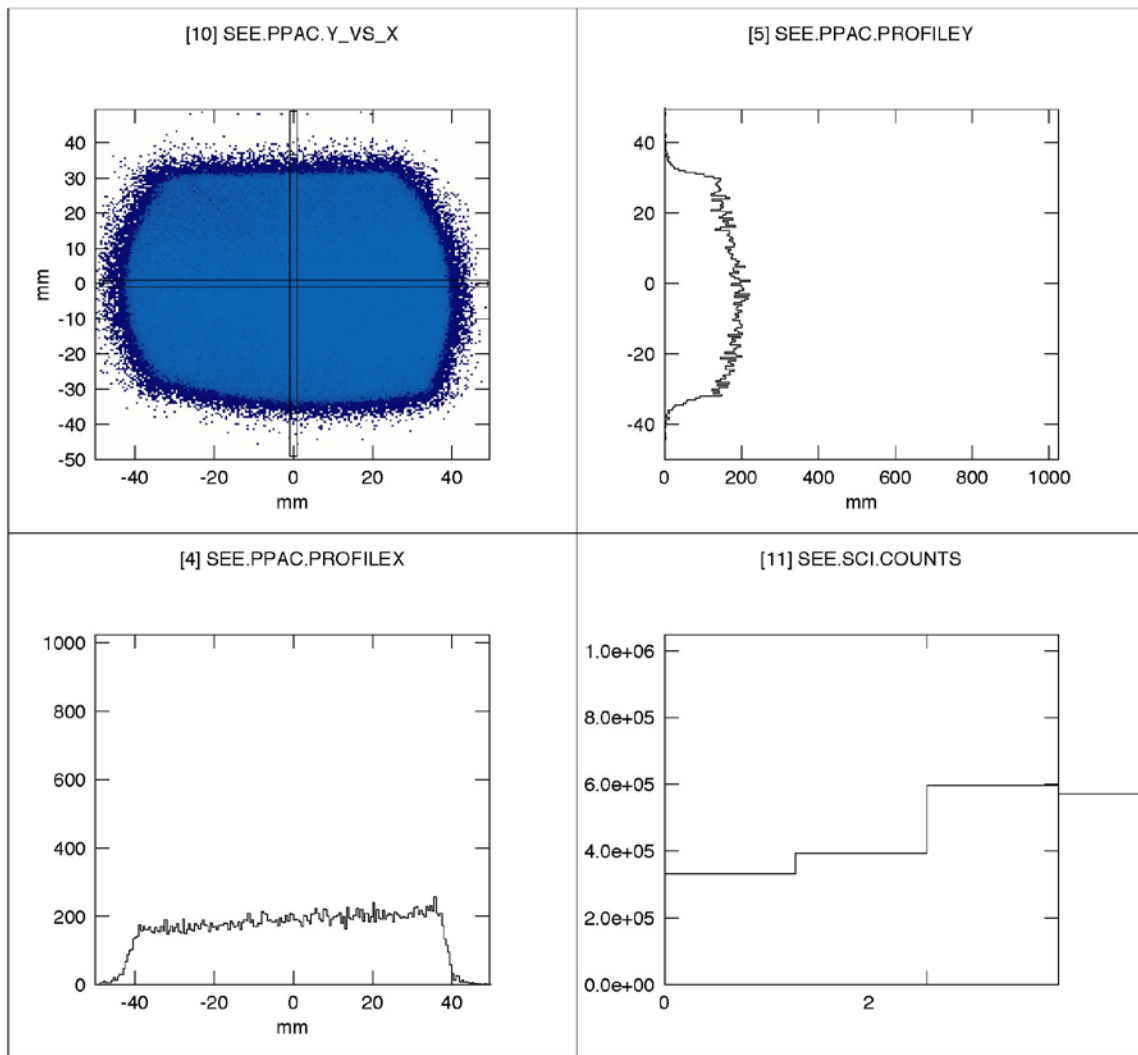 [10] SEE.PPAC.Y_VS_X
40
30
20
10
0
-10
-20
-30
-40
-50
mm
-40 -20 0 20 40
mm
[5] SEE.PPAC.PROFILEY
40
20
0
-20
-40
0 200 400 600 800 1000
mm
[4] SEE.PPAC.PROFILEX
1000
800
600
400
200
0
-40 -20 0 20 40
mm
[11] SEE.SCI.COUNTS
1.0e+06
8.0e+05
6.0e+05
4.0e+05
2.0e+05
0.0e+00
0 2